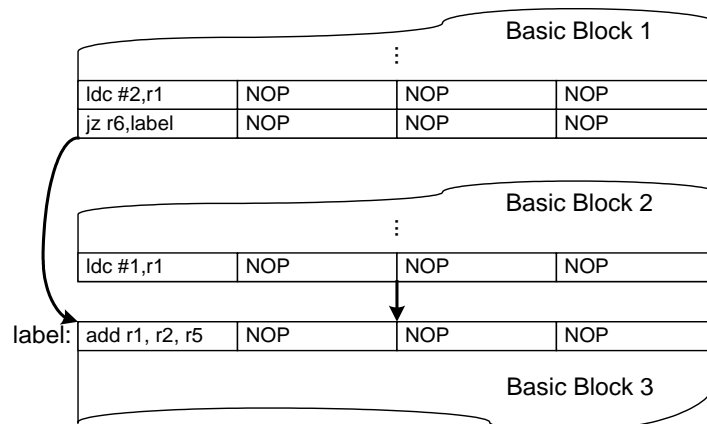 Basic Block 1
⋮
ldc #2,r1 NOP NOP NOP
jz r6,label NOP NOP NOP
Basic Block 2
⋮
ldc #1,r1 NOP NOP NOP
label: add r1, r2, r5 NOP NOP NOP
Basic Block 3